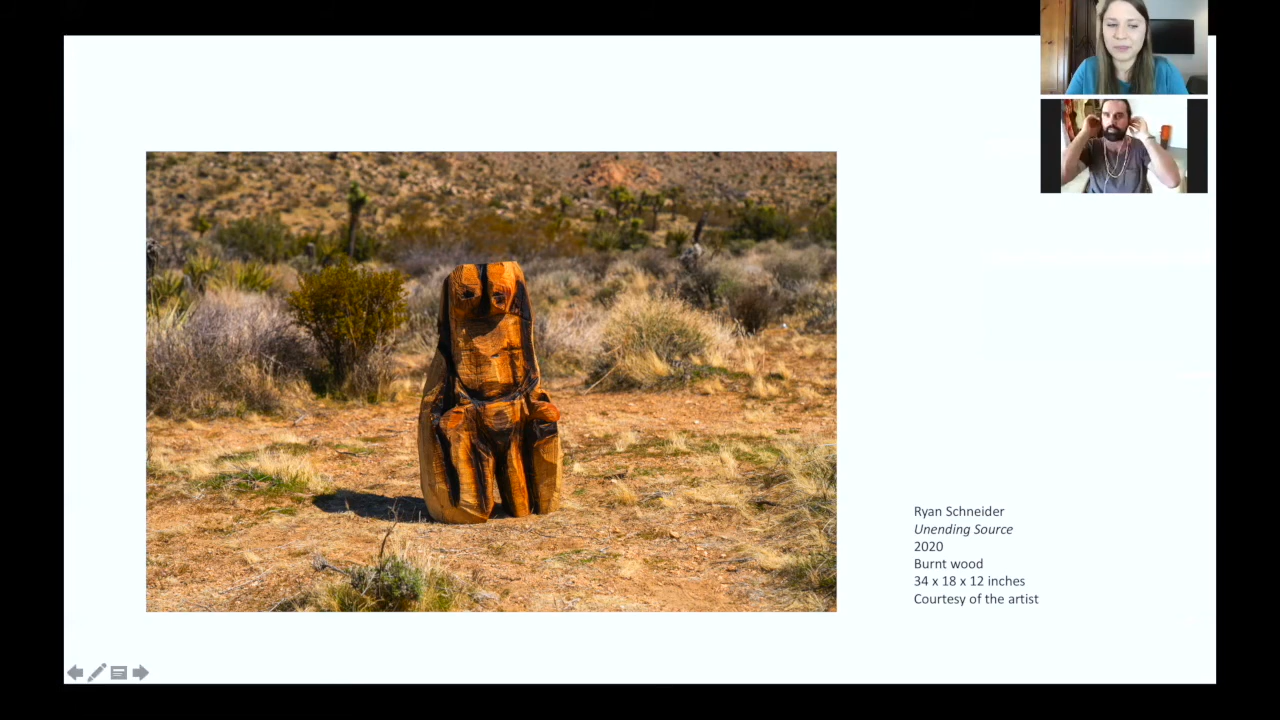 Ryan Schneider
Unending Source
2020
Burnt wood
34 x 18 x 12 inches
Courtesy of the artist